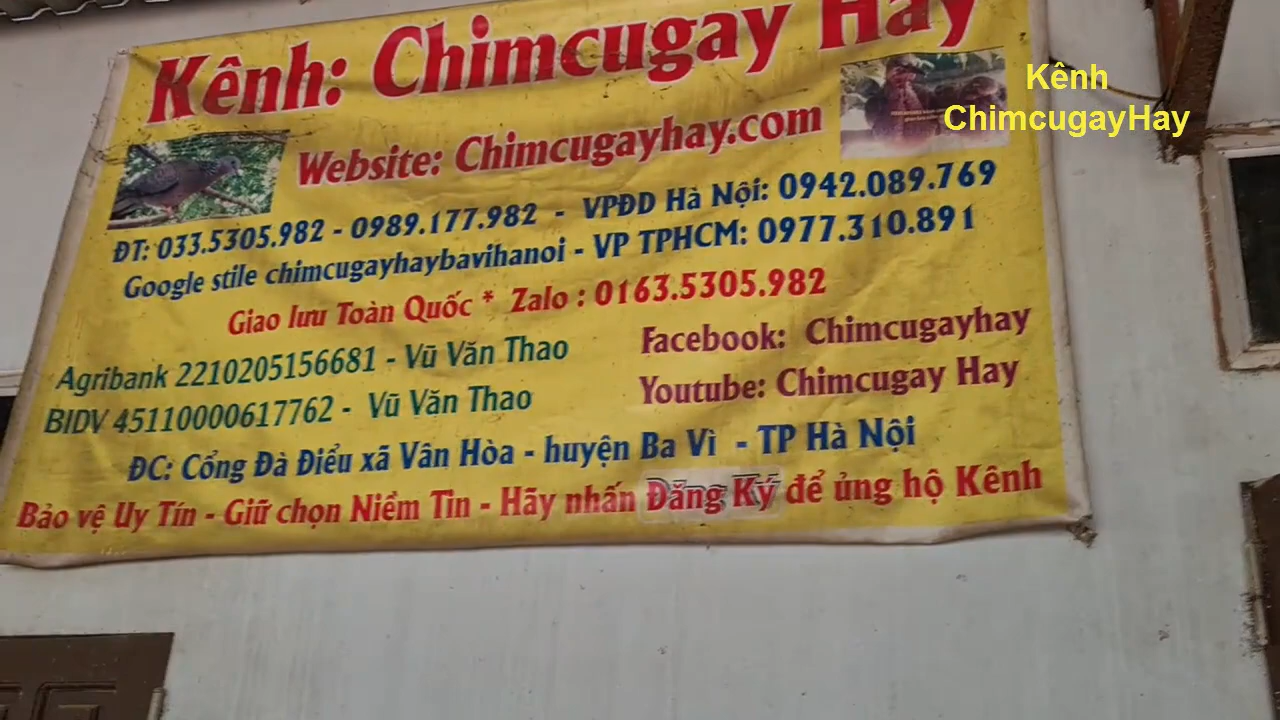 Kênh: Chimcugay Hay
Kênh
ChimcugayHay
Website: Chimcugayhay.com
ĐT: 033.5305.982 - 0989.177.982 - VPĐD Hà Nội: 0942.089.769
Google stile chimcugayhaybavihanoi - VP TPHCM: 0977.310.891
Giao lưu Toàn Quốc * Zalo : 0163.5305.982
Agribank 2210205156681 - Vũ Văn Thao
Facebook: Chimcugayhay
BIDV 45110000617762 - Vũ Văn Thao
Youtube: Chimcugay Hay
ĐC: Cổng Đà Điểu xã Vân Hòa - huyện Ba Vì - TP Hà Nội
Bảo vệ Uy Tín - Giữ chọn Niềm Tin - Hãy nhấn Đăng Ký để ủng hộ Kênh